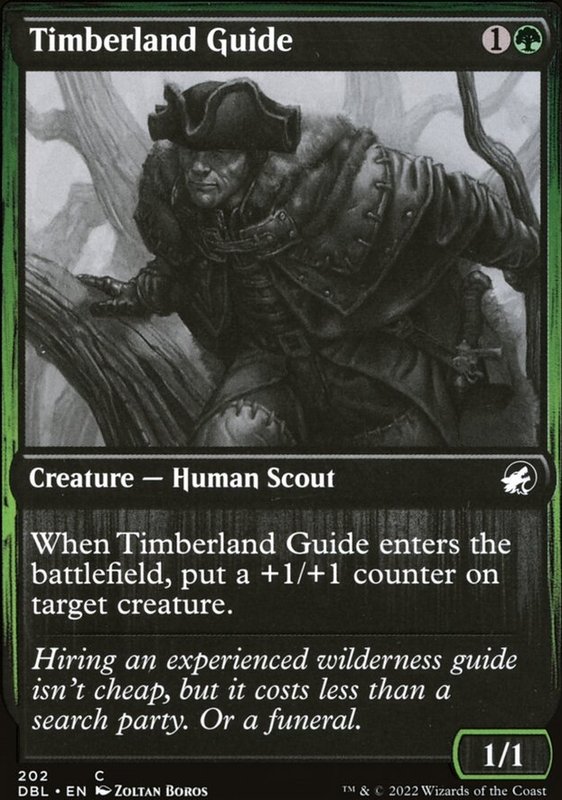 Timberland Guide 1
Creature — Human Scout
When Timberland Guide enters the
battlefield, put a +1/+1 counter on
target creature.
Hiring an experienced wilderness guide
isn't cheap, but it costs less than a
search party. Or a funeral.
1/1
202 C
DBL • EN Zoltan Boros
™ & © 2022 Wizards of the Coast